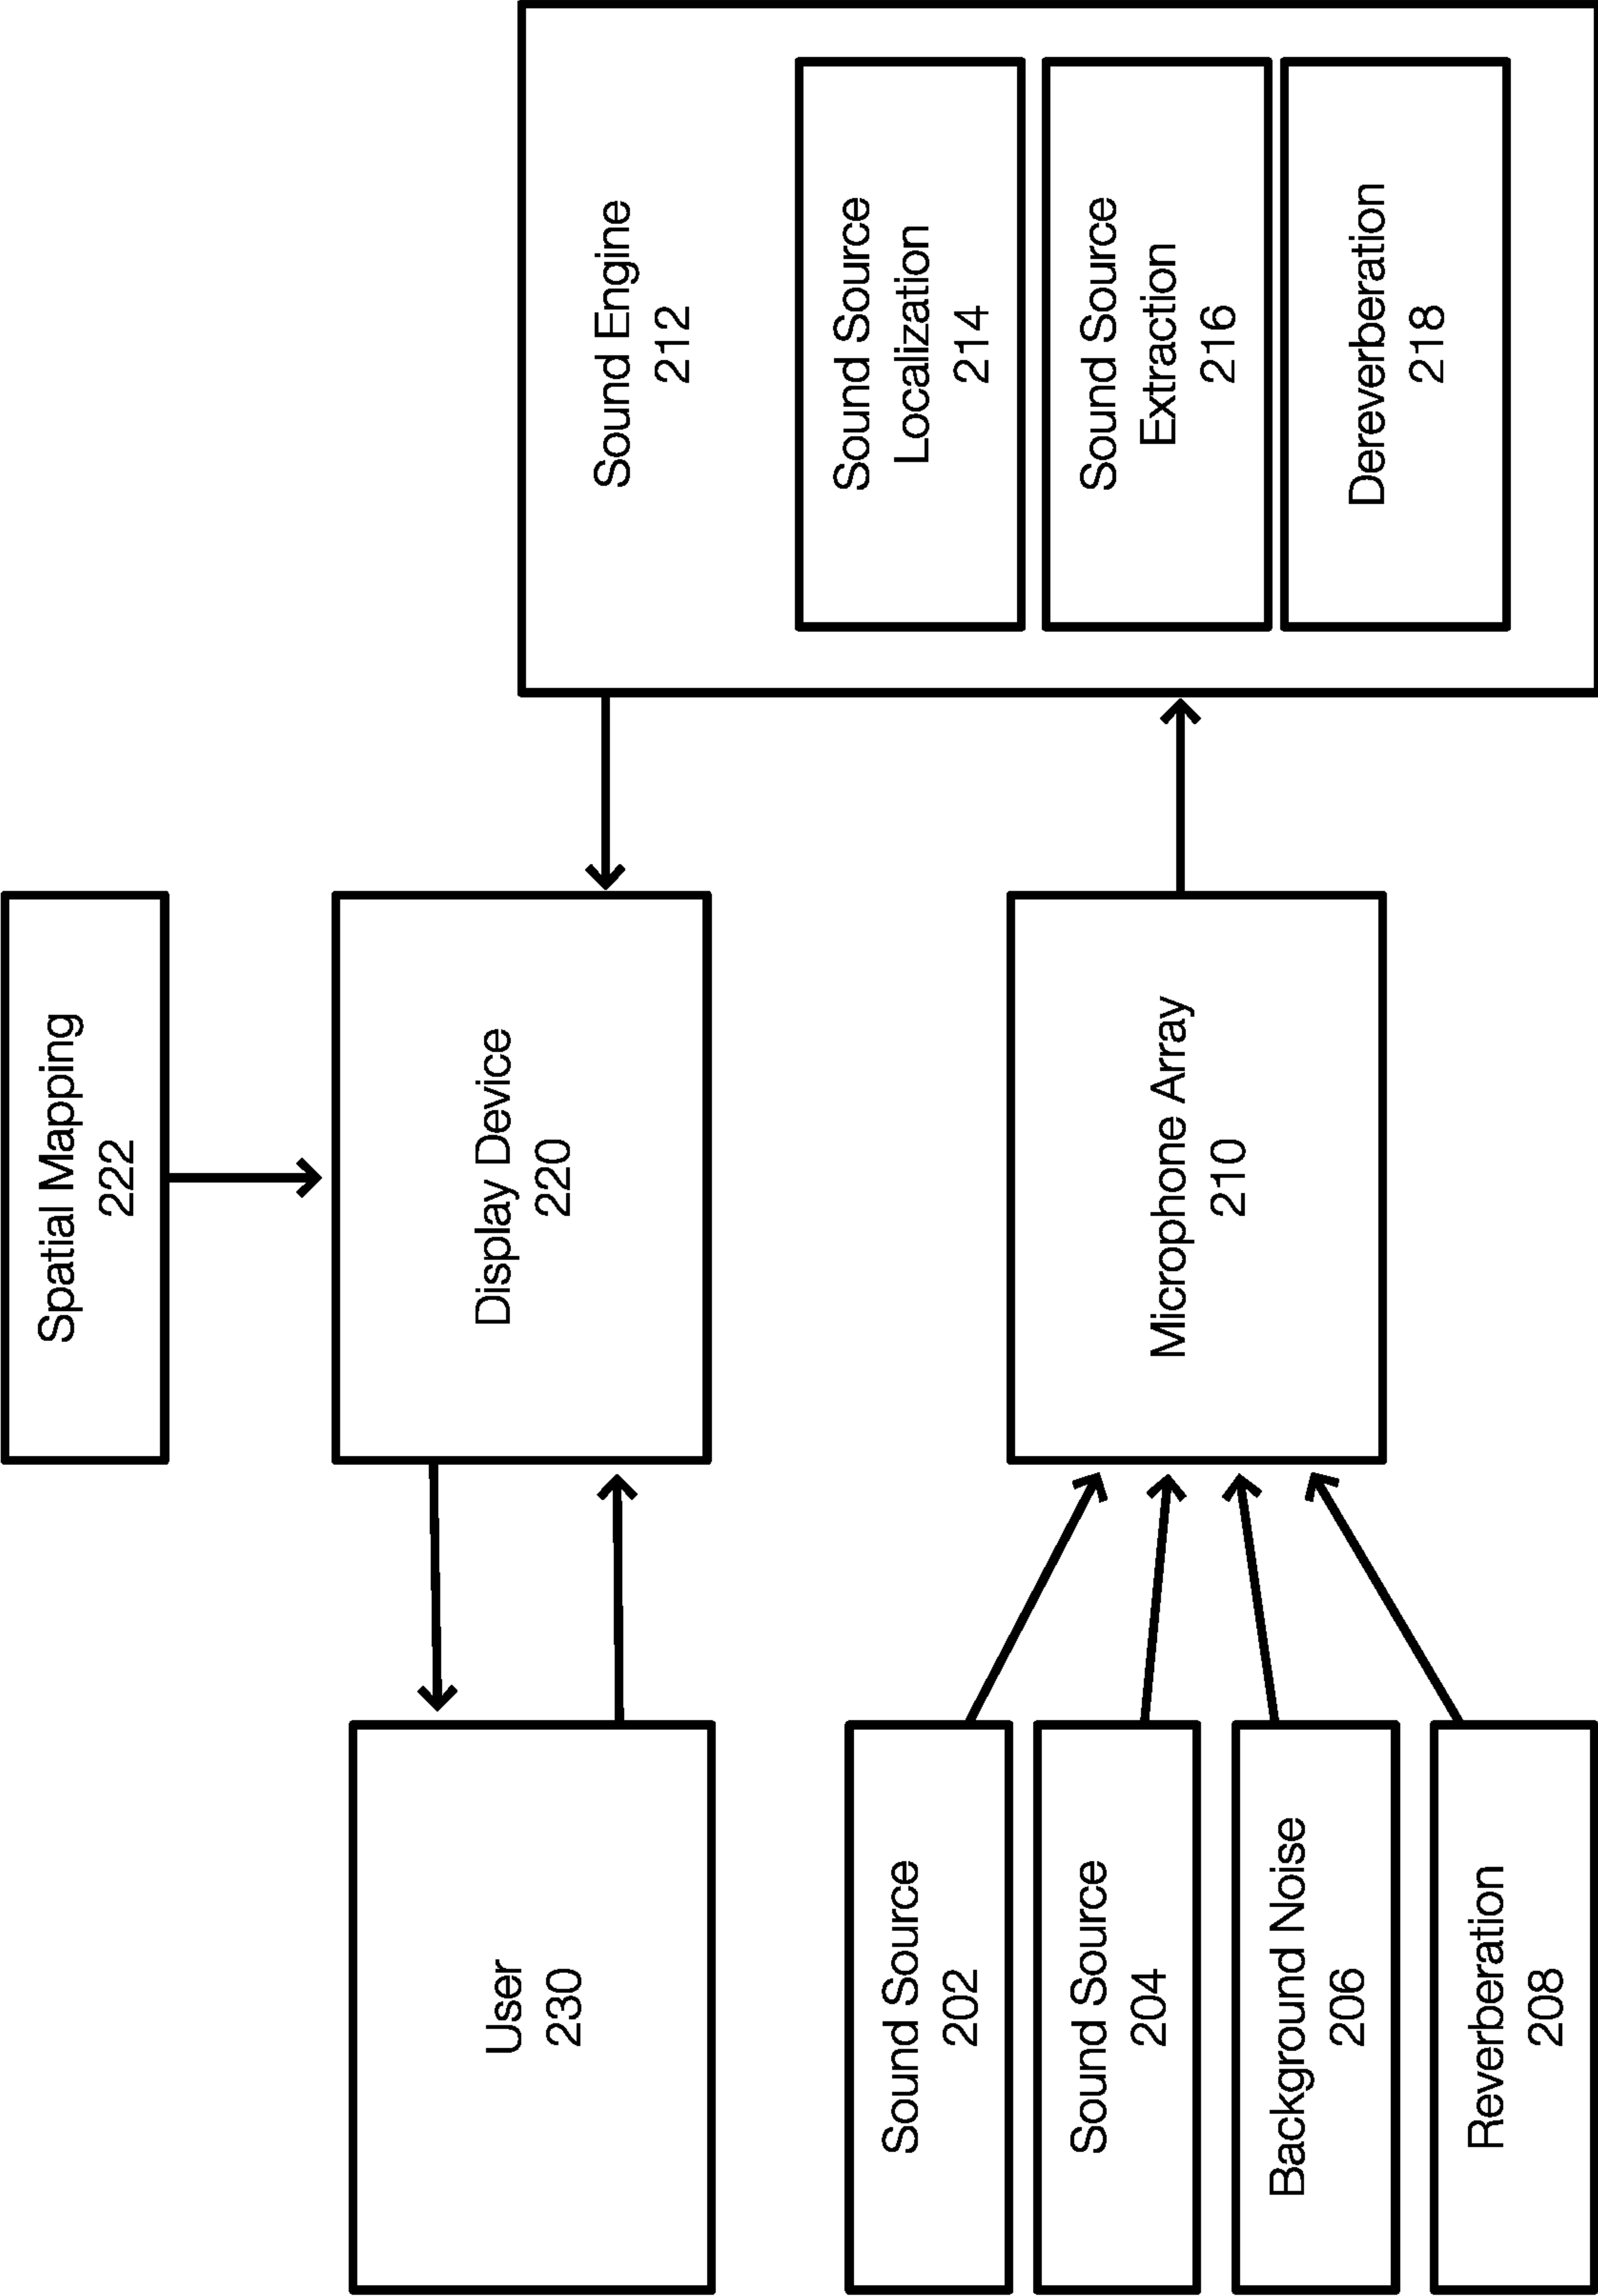 Spatial Mapping
222
User
230
Display Device
220
Sound Engine
212
Sound Source
Localization
214
Sound Source
Extraction
216
Dereverberation
218
Sound Source
202
Sound Source
204
Background Noise
206
Reverberation
208
Microphone Array
210